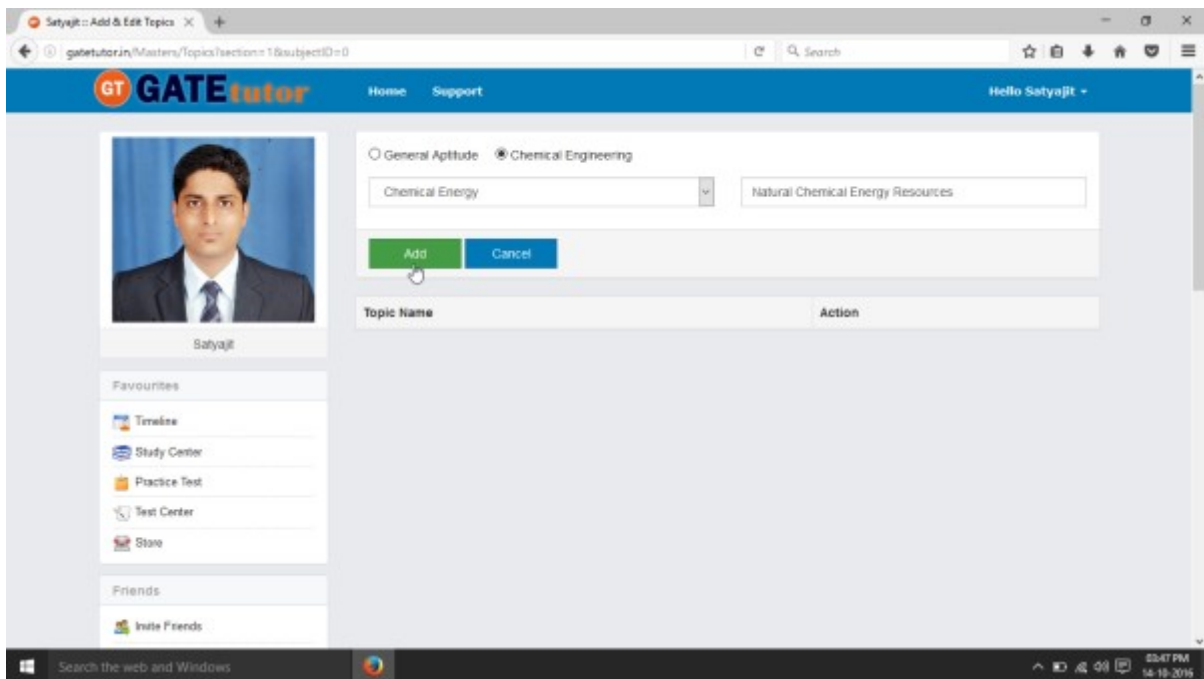 Satyajit :: Add & Edit Topics
gatetutor.in/Masters/Topics?section=1&subjectID=0
Search
GT GATEtutor Home Support Hello Satyajit
General Aptitude Chemical Engineering
Chemical Energy Natural Chemical Energy Resources
Add Cancel
Topic Name Action
Satyajit
Favourites
Timeline
Study Center
Practice Test
Test Center
Store
Friends
Invite Friends
Search the web and Windows
03:47 PM
14-10-2016